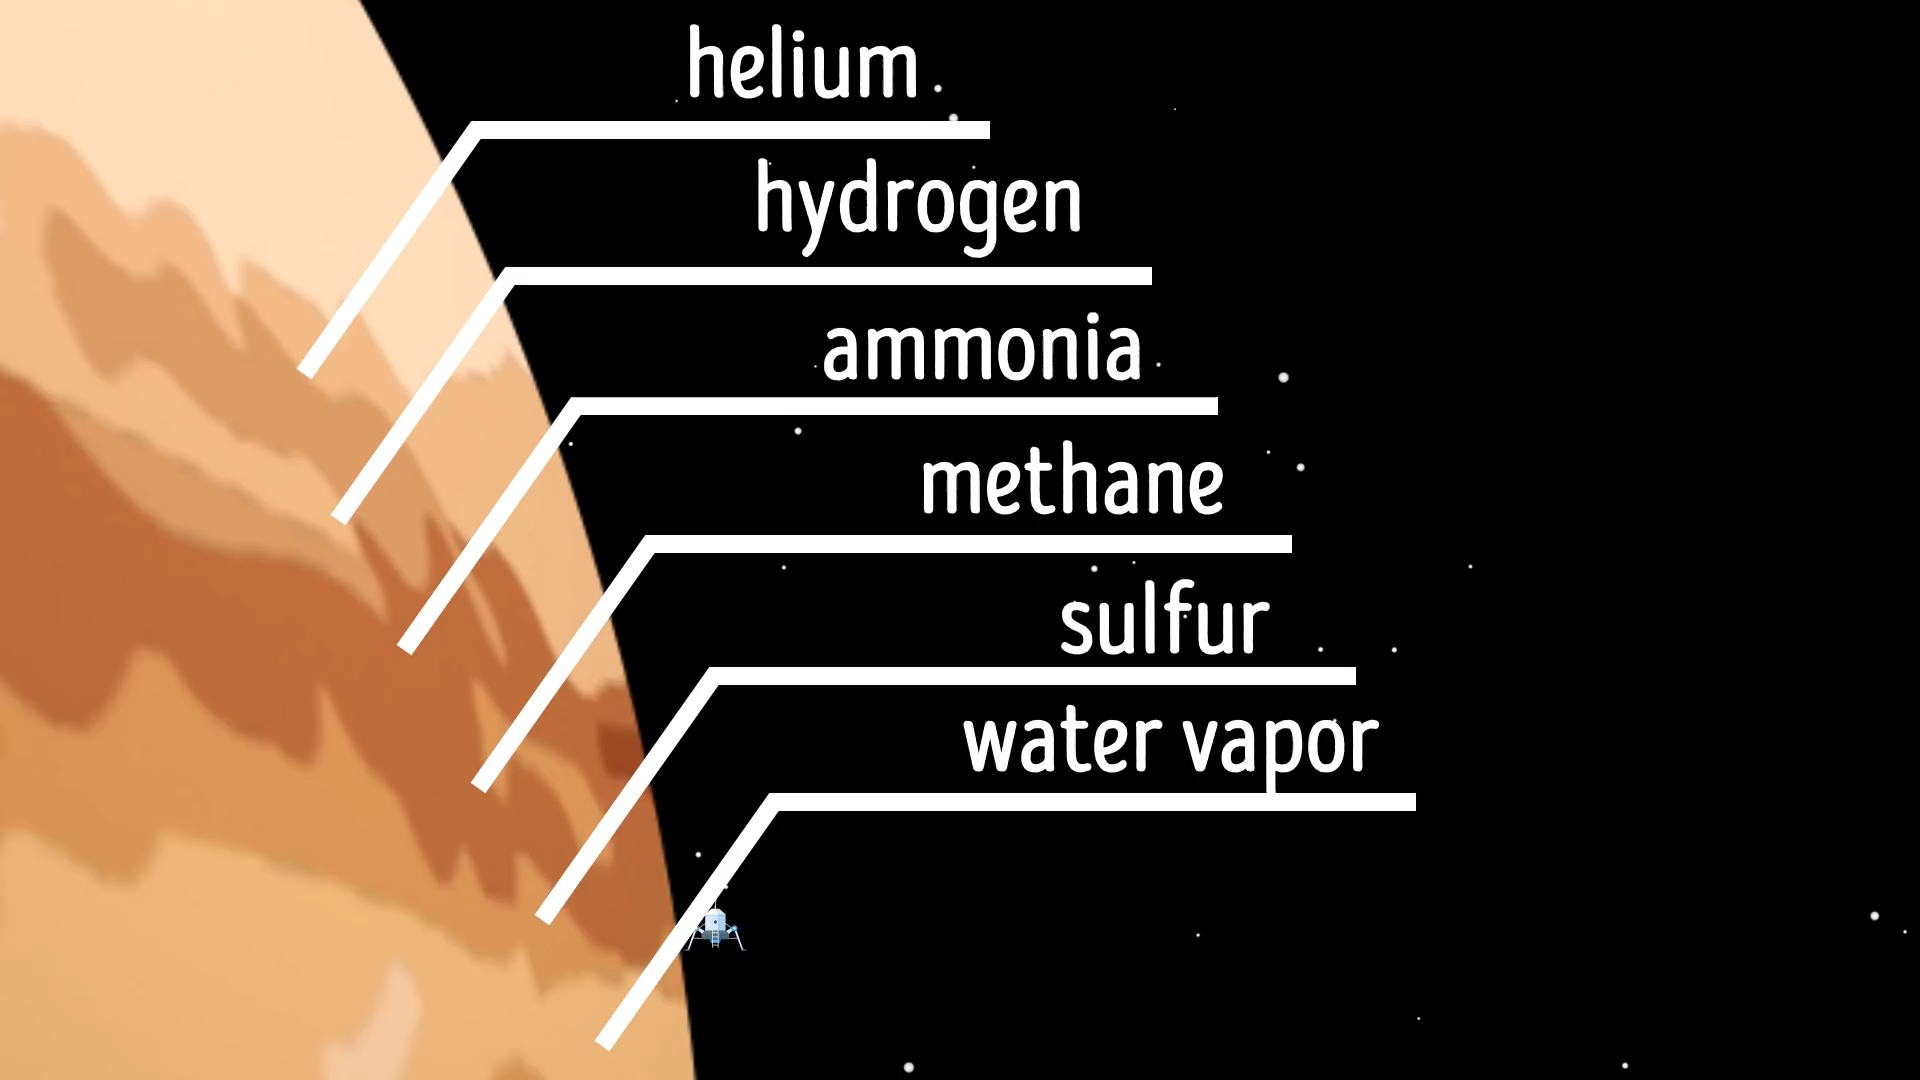 helium
hydrogen
ammonia
methane
sulfur
water vapor